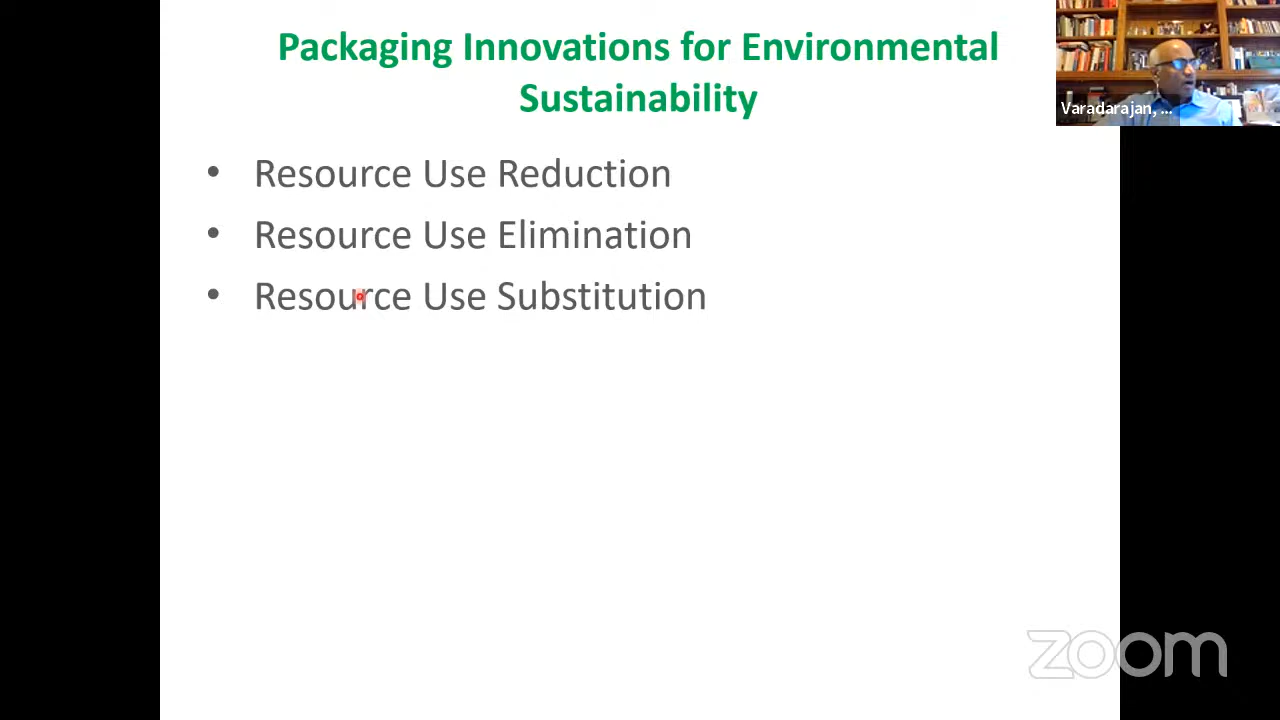 Packaging Innovations for Environmental
Sustainability
• Resource Use Reduction
• Resource Use Elimination
• Resource Use Substitution
Varadarajan, ...
zoom